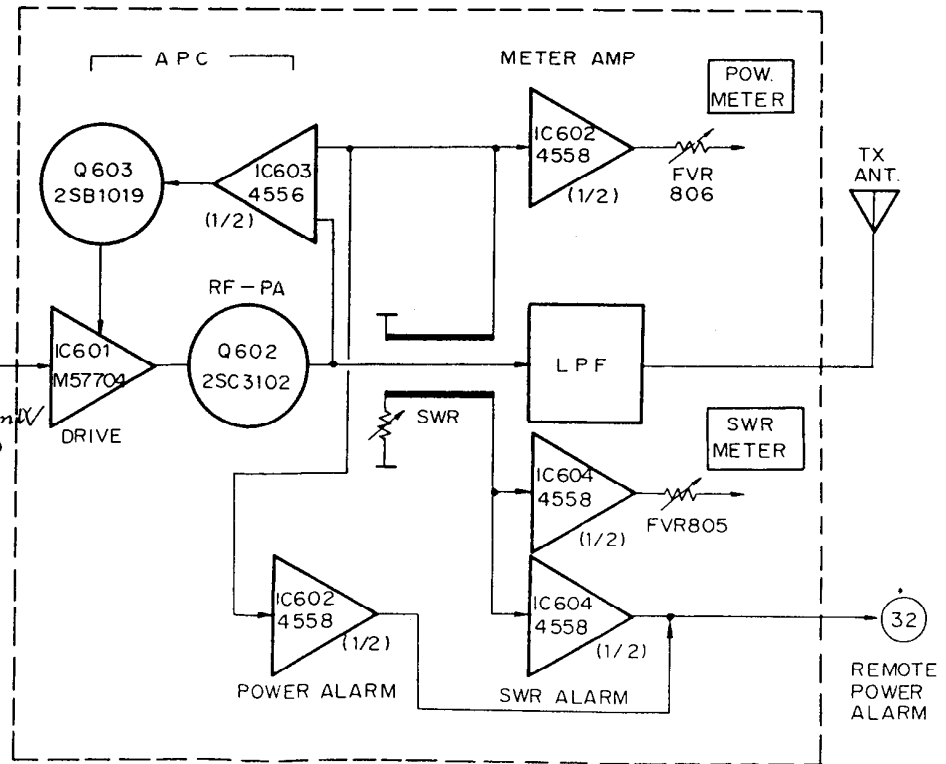 A P C
METER AMP
POW.
METER
Q603
2SB1019
IC603
4556
(1/2)
IC602
4558
(1/2)
FVR
806
TX
ANT.
RF-PA
IC601
M57704
DRIVE
Q602
2SC3102
LPF
SWR
SWR
METER
IC604
4558
(1/2)
FVR805
IC602
4558
(1/2)
POWER ALARM
IC604
4558
(1/2)
SWR ALARM
32
REMOTE
POWER
ALARM